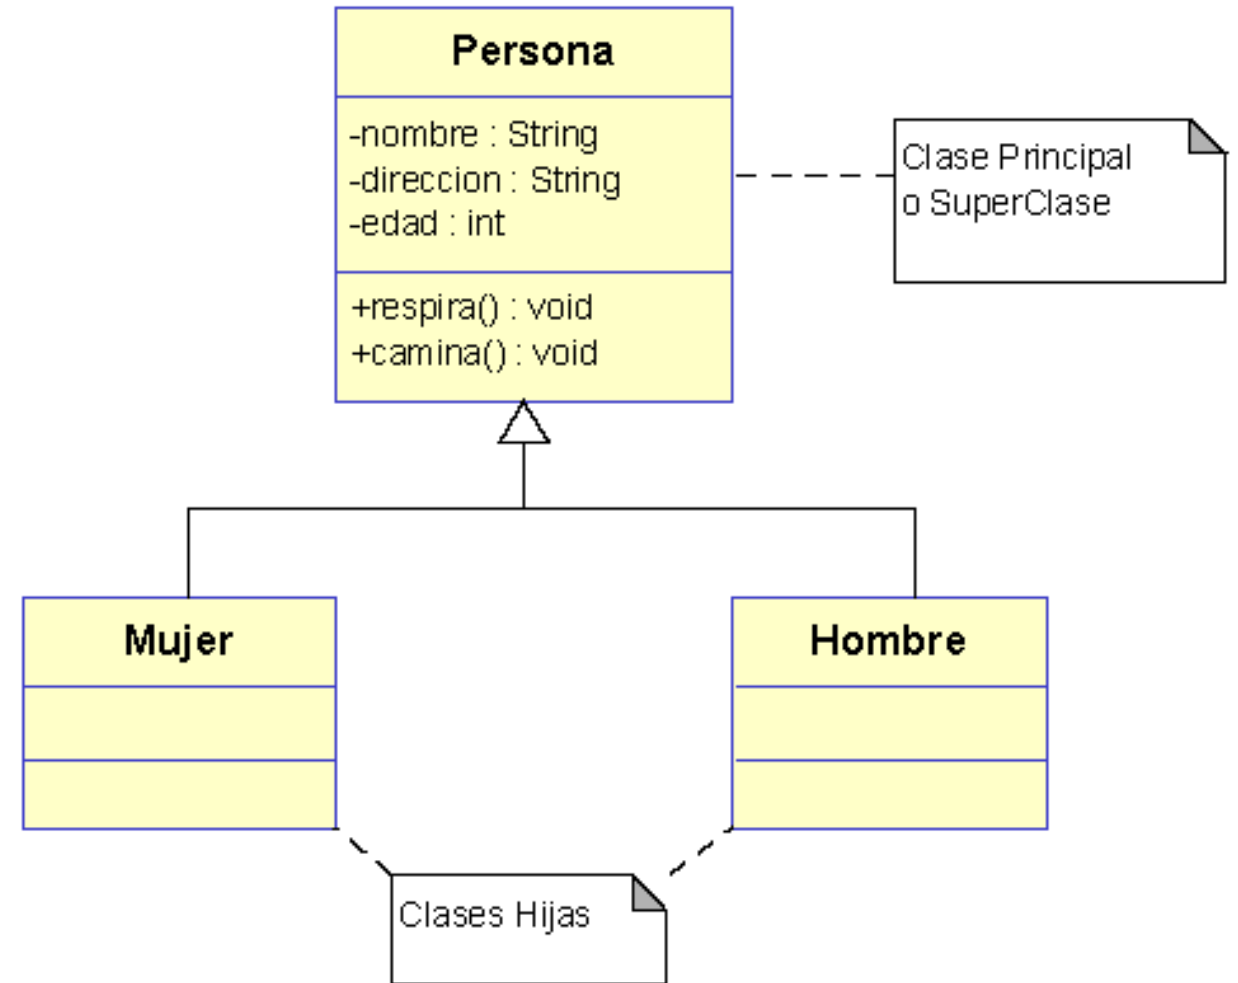 Persona
-nombre : String
-direccion : String
-edad : int
+respira() : void
+camina() : void
Clase Principal
o SuperClase
Mujer
Hombre
Clases Hijas